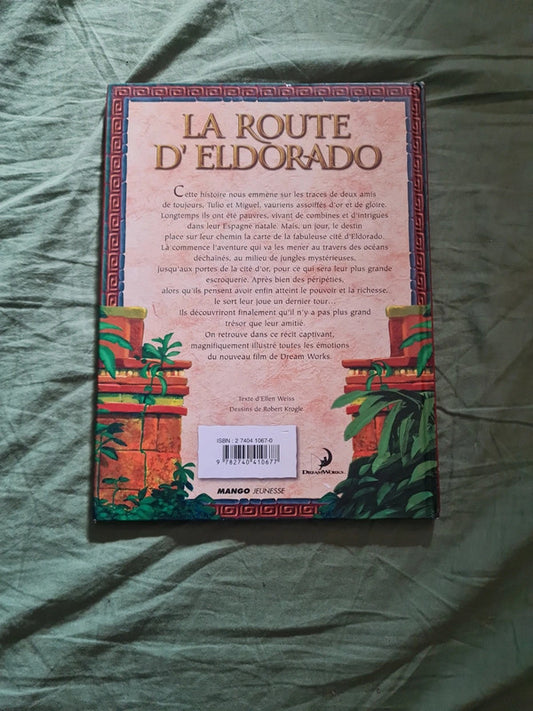 LA ROUTE
D'ELDORADO
Cette histoire nous emmène sur les traces de deux amis
de toujours, Tulio et Miguel, vauriens assoiffés d'or et de gloire.
Longtemps ils ont été pauvres, vivant de combines et d'intrigues
dans leur Espagne natale. Mais, un jour, le destin
place sur leur chemin la carte de la fabuleuse cité d'Eldorado.
Là commence l'aventure qui va les mener au travers des océans
déchaînés, au milieu de jungles mystérieuses,
jusqu'aux portes de la cité d'or, pour ce qui sera leur plus grande
escroquerie. Après bien des péripéties,
alors qu'ils pensent avoir enfin atteint le pouvoir et la richesse,
le sort leur joue un dernier tour...
Ils découvriront finalement qu'il n'y a pas plus grand
trésor que leur amitié.
On retrouve dans ce récit captivant,
magnifiquement illustré toutes les émotions
du nouveau film de Dream Works.
Texte d'Ellen Weiss
Dessins de Robert Krogle
ISBN : 2 7404 1067-0
9 782740 410677
DREAMWORKS
MANGO JEUNESSE